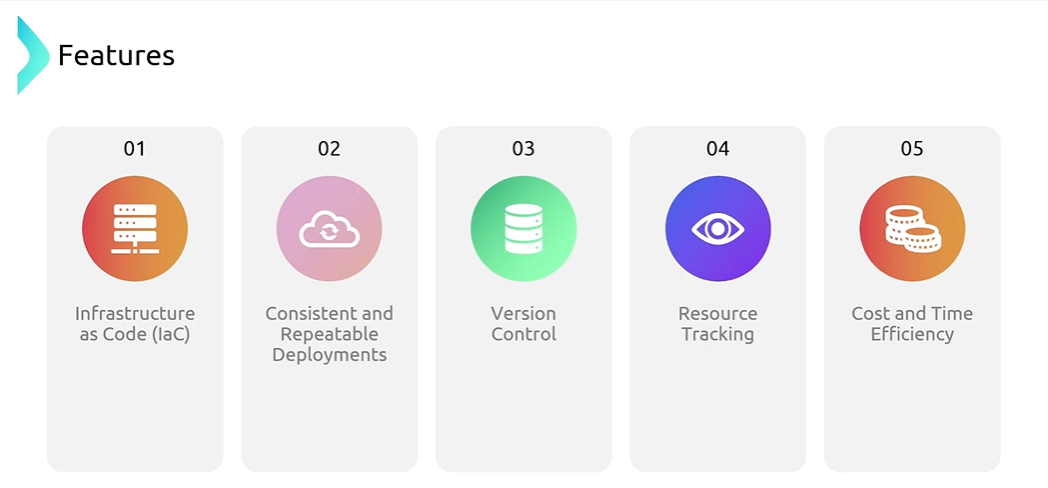 Features
01
Infrastructure
as Code (IaC)
02
Consistent and
Repeatable
Deployments
03
Version
Control
04
Resource
Tracking
05
Cost and Time
Efficiency